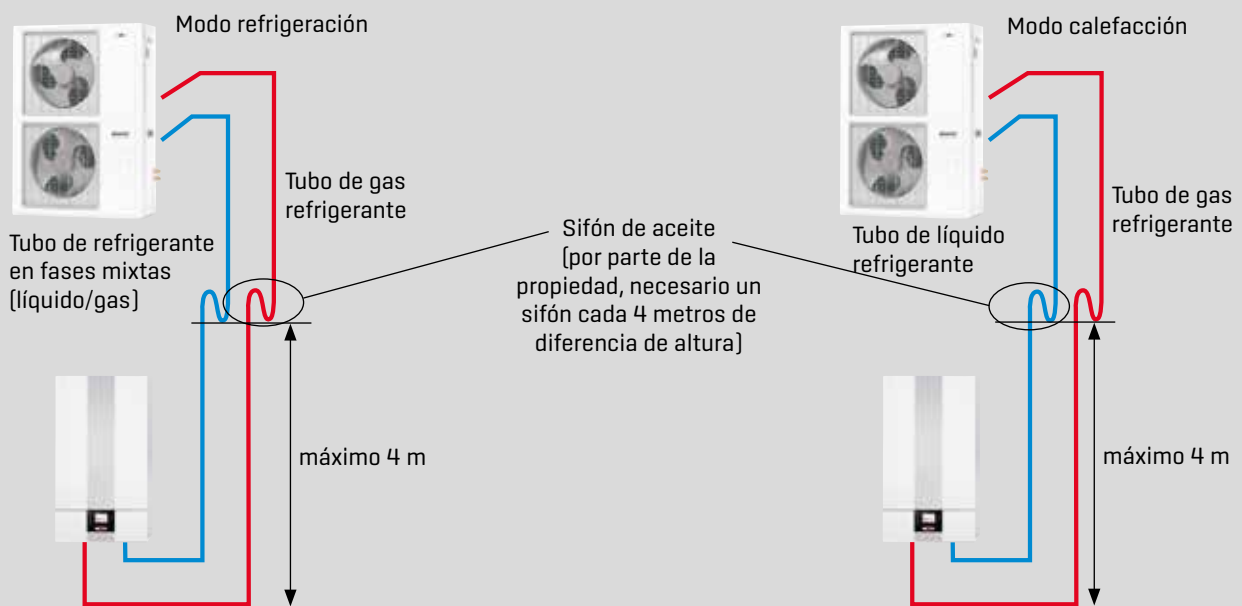 Modo refrigeración
Tubo de gas
refrigerante
Tubo de refrigerante
en fases mixtas
(líquido/gas)
máximo 4 m
Sifón de aceite
(por parte de la
propiedad, necesario un
sifón cada 4 metros de
diferencia de altura)
Modo calefacción
Tubo de gas
refrigerante
Tubo de líquido
refrigerante
máximo 4 m